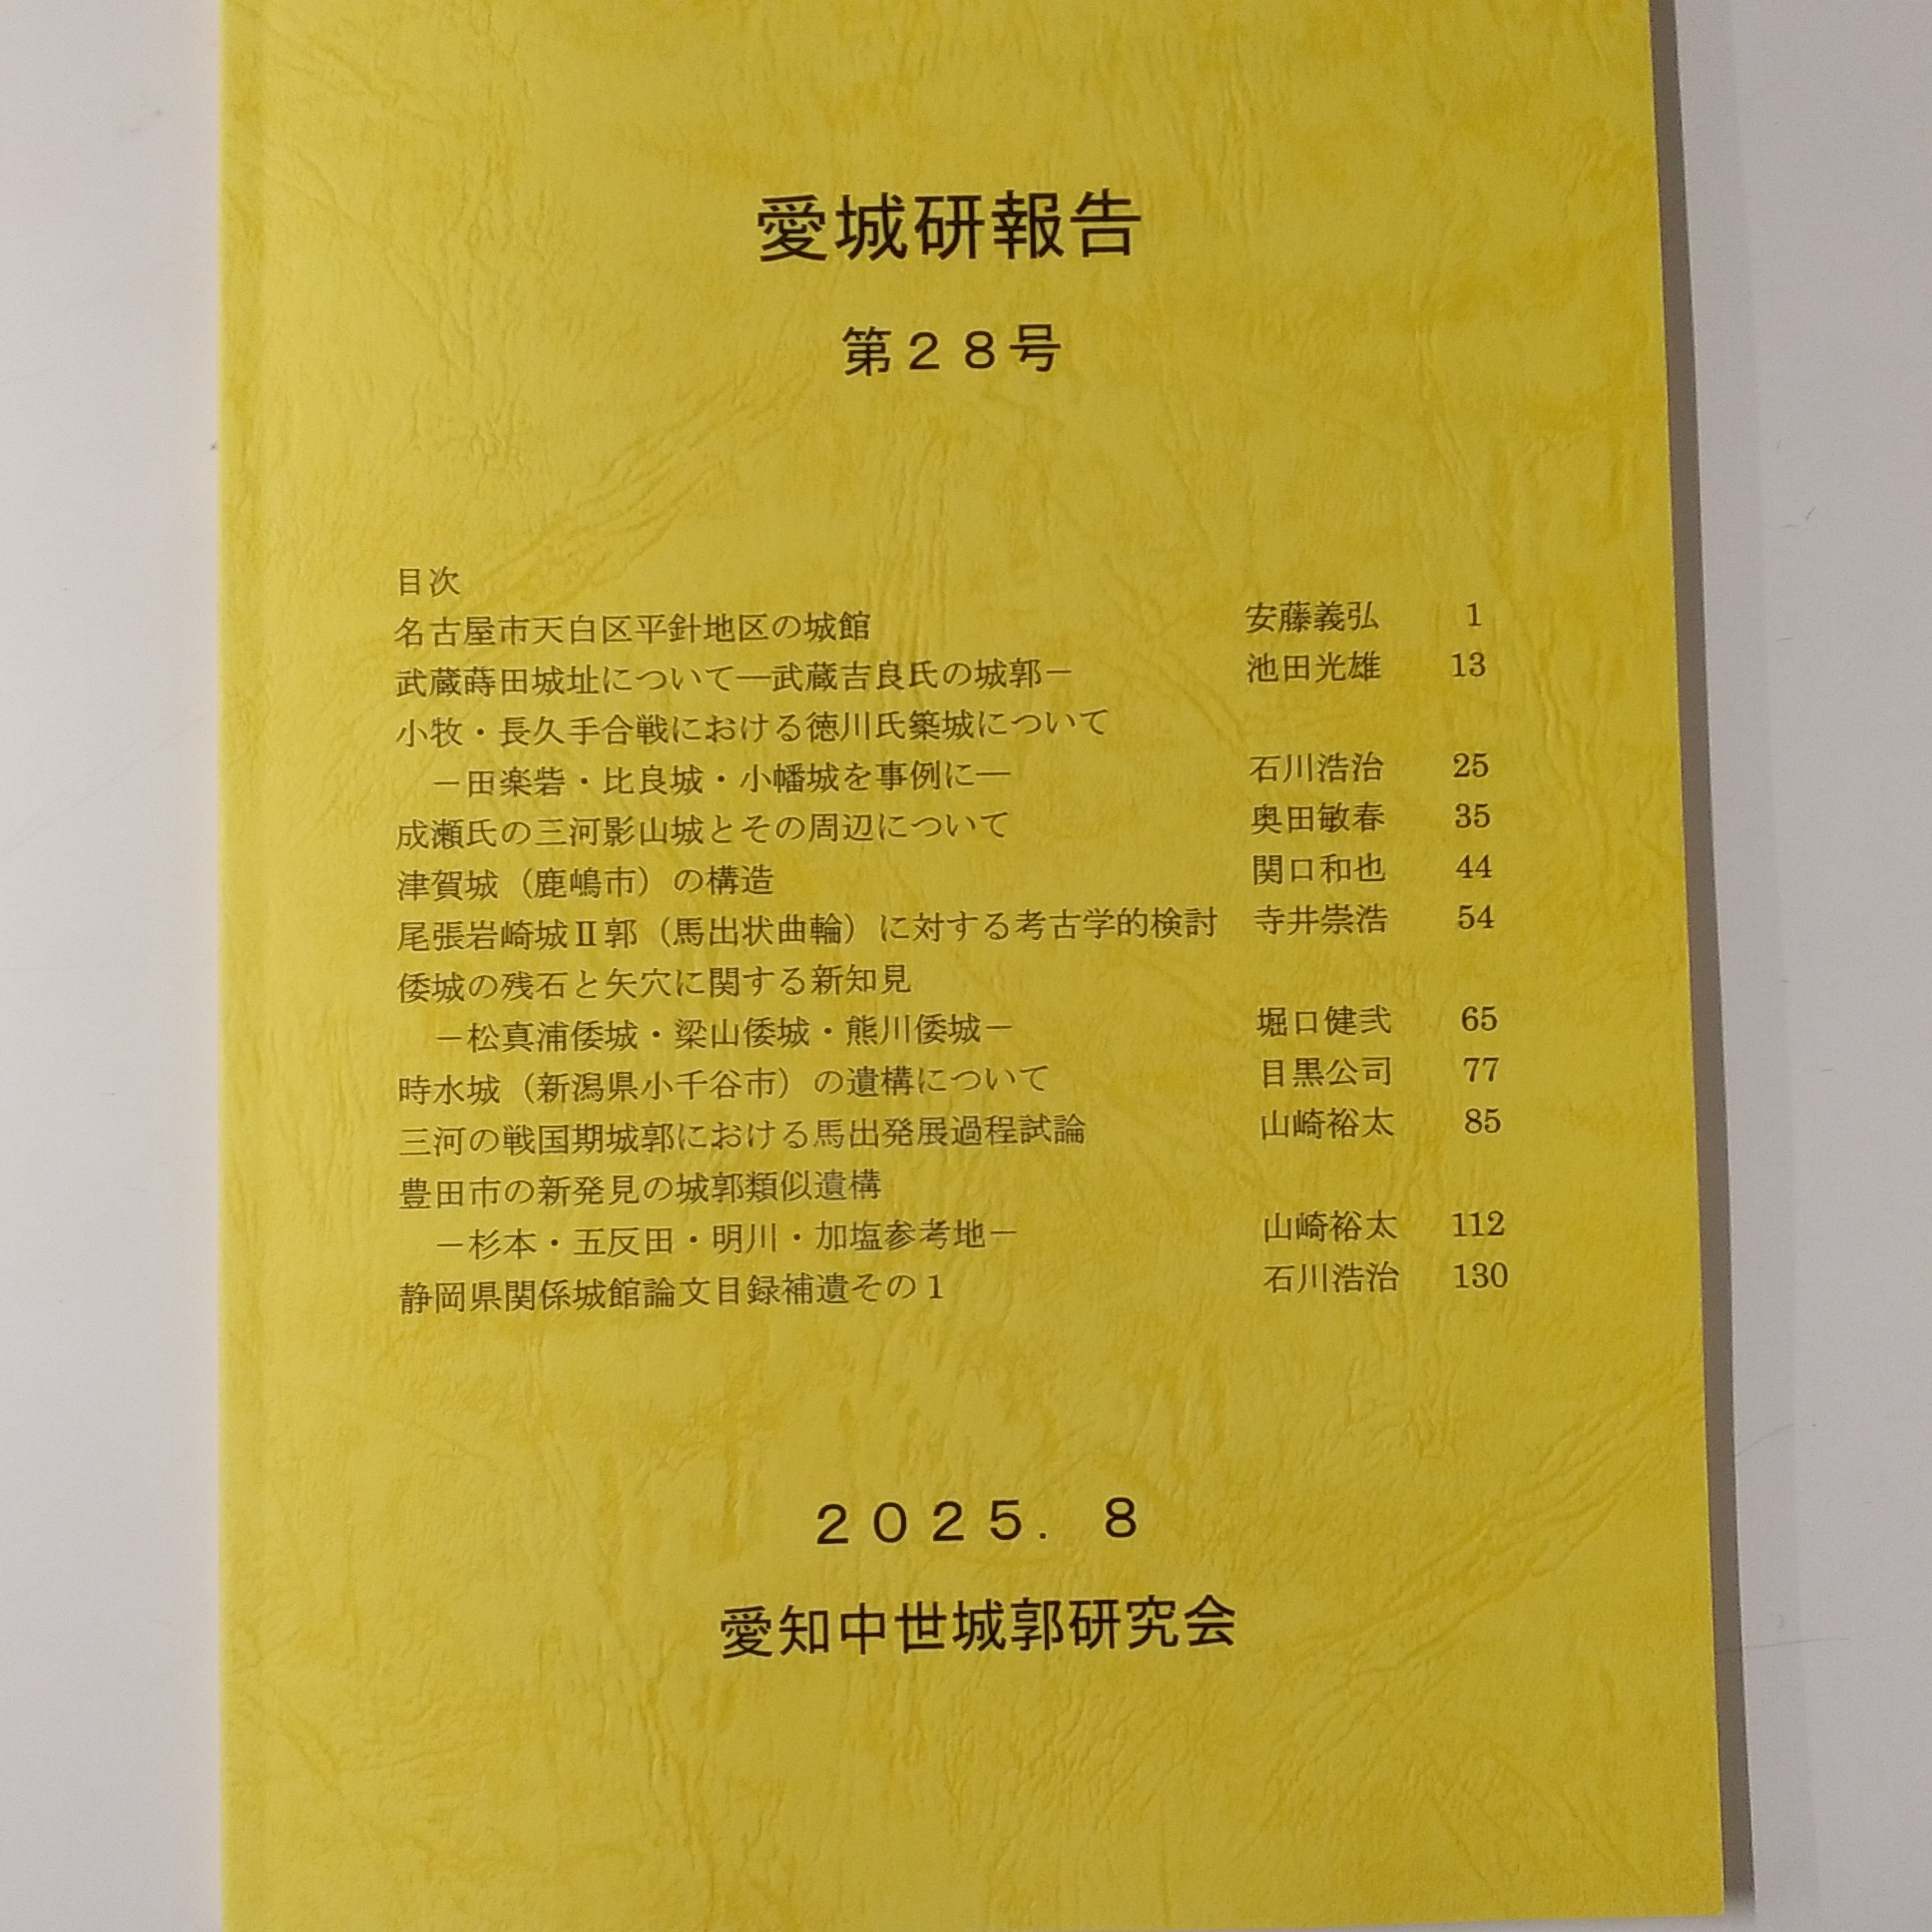 愛城研報告
第２８号
目次
名古屋市天白区平針地区の城館 安藤義弘 1
武蔵蒔田城址について―武蔵吉良氏の城郭－ 池田光雄 13
小牧・長久手合戦における徳川氏築城について
－田楽砦・比良城・小幡城を事例に― 石川浩治 25
成瀬氏の三河影山城とその周辺について 奥田敏春 35
津賀城（鹿嶋市）の構造 関口和也 44
尾張岩崎城Ⅱ郭（馬出状曲輪）に対する考古学的検討 寺井崇浩 54
倭城の残石と矢穴に関する新知見
－松真浦倭城・梁山倭城・熊川倭城－ 堀口健弐 65
時水城（新潟県小千谷市）の遺構について 目黒公司 77
三河の戦国期城郭における馬出発展過程試論 山崎裕太 85
豊田市の新発見の城郭類似遺構
－杉本・五反田・明川・加塩参考地－ 山崎裕太 112
静岡県関係城館論文目録補遺その１ 石川浩治 130
２０２５．８
愛知中世城郭研究会